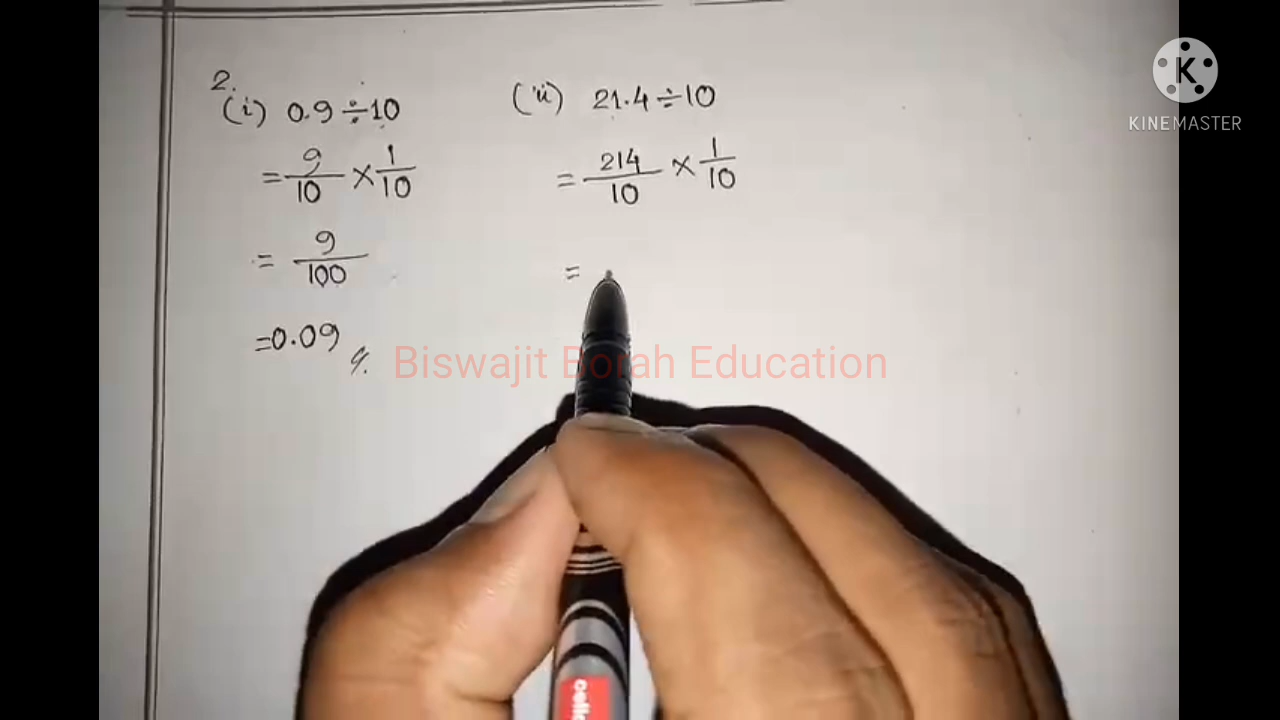 2.
(i) 0.9 ÷ 10
= 9/10 × 1/10
= 9/100
= 0.09
(ii) 21.4 ÷ 10
= 214/10 × 1/10
=
Biswajit Borah Education
K
KINEMASTER